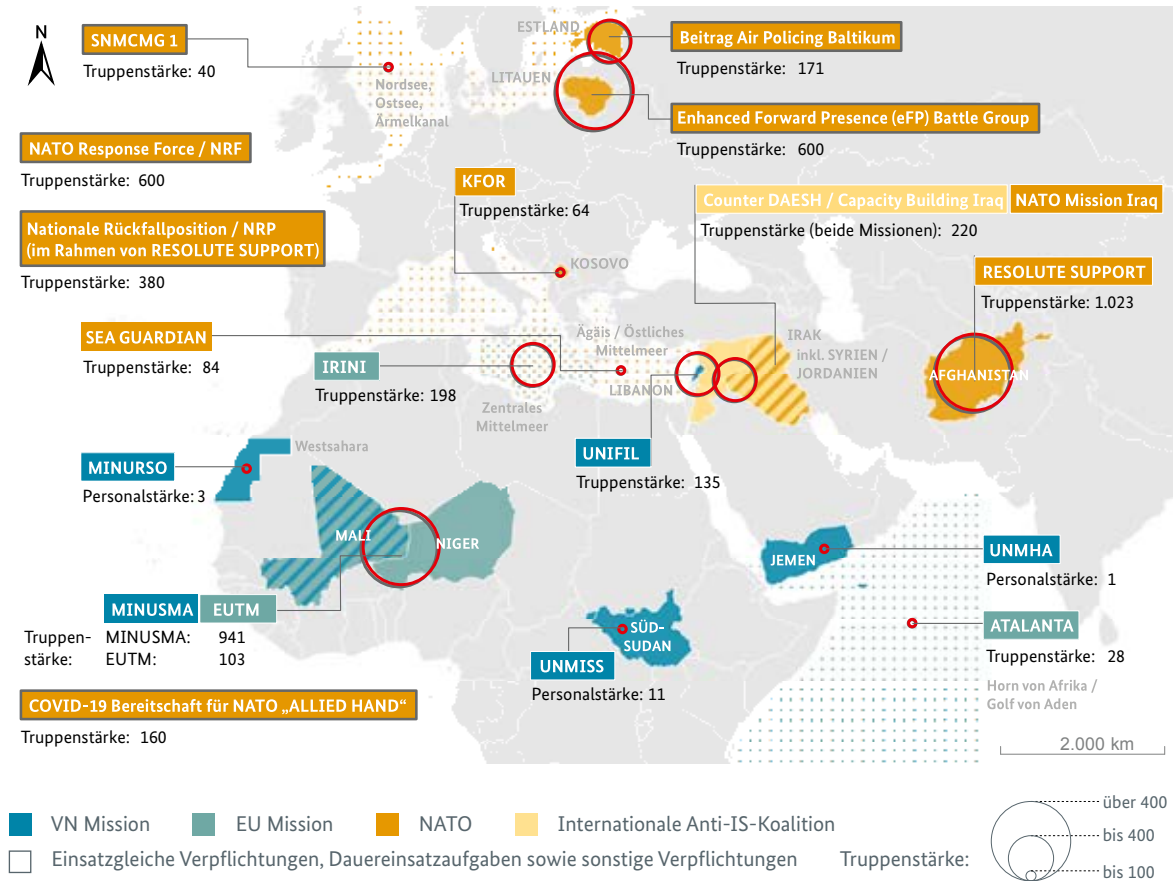 N
SNMCMG 1
Truppenstärke: 40
Nordsee,
Ostsee,
Ärmelkanal
ESTLAND
LITAUEN
Beitrag Air Policing Baltikum
Truppenstärke: 171
Enhanced Forward Presence (eFP) Battle Group
Truppenstärke: 600
NATO Response Force / NRF
Truppenstärke: 600
Nationale Rückfallposition / NRP
(im Rahmen von RESOLUTE SUPPORT)
Truppenstärke: 380
KFOR
Truppenstärke: 64
KOSOVO
Counter DAESH / Capacity Building Iraq NATO Mission Iraq
Truppenstärke (beide Missionen): 220
RESOLUTE SUPPORT
Truppenstärke: 1.023
AFGHANISTAN
SEA GUARDIAN
Truppenstärke: 84
Ägäis / Östliches
Mittelmeer
IRAK
inkl. SYRIEN /
JORDANIEN
IRINI
Truppenstärke: 198
Zentrales
Mittelmeer
LIBANON
UNIFIL
Truppenstärke: 135
Westsahara
MINURSO
Personalstärke: 3
MALI
NIGER
MINUSMA EUTM
Truppen- MINUSMA: 941
stärke: EUTM: 103
JEMEN
UNMHA
Personalstärke: 1
ATALANTA
Truppenstärke: 28
Horn von Afrika /
Golf von Aden
SÜD-
SUDAN
UNMISS
Personalstärke: 11
COVID-19 Bereitschaft für NATO „ALLIED HAND“
Truppenstärke: 160
2.000 km
VN Mission EU Mission NATO Internationale Anti-IS-Koalition
Einsatzgleiche Verpflichtungen, Dauereinsatzaufgaben sowie sonstige Verpflichtungen
Truppenstärke:
über 400
bis 400
bis 100